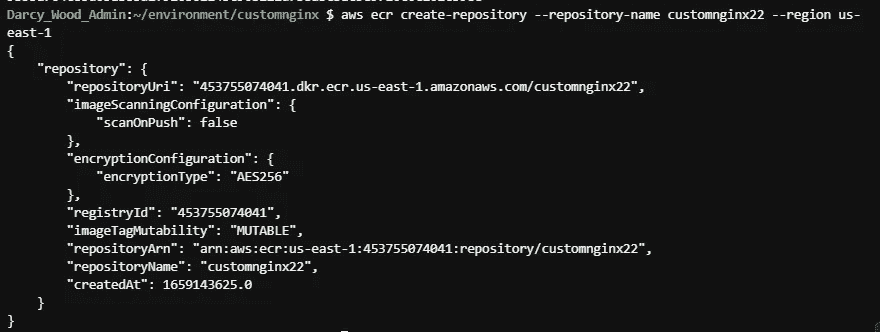 Darcy_Wood_Admin:~/environment/customnginx $ aws ecr create-repository --repository-name customnginx22 --region us-
east-1
{
    "repository": {
        "repositoryUri": "453755074041.dkr.ecr.us-east-1.amazonaws.com/customnginx22",
        "imageScanningConfiguration": {
            "scanOnPush": false
        },
        "encryptionConfiguration": {
            "encryptionType": "AES256"
        },
        "registryId": "453755074041",
        "imageTagMutability": "MUTABLE",
        "repositoryArn": "arn:aws:ecr:us-east-1:453755074041:repository/customnginx22",
        "repositoryName": "customnginx22",
        "createdAt": 1659143625.0
    }
}